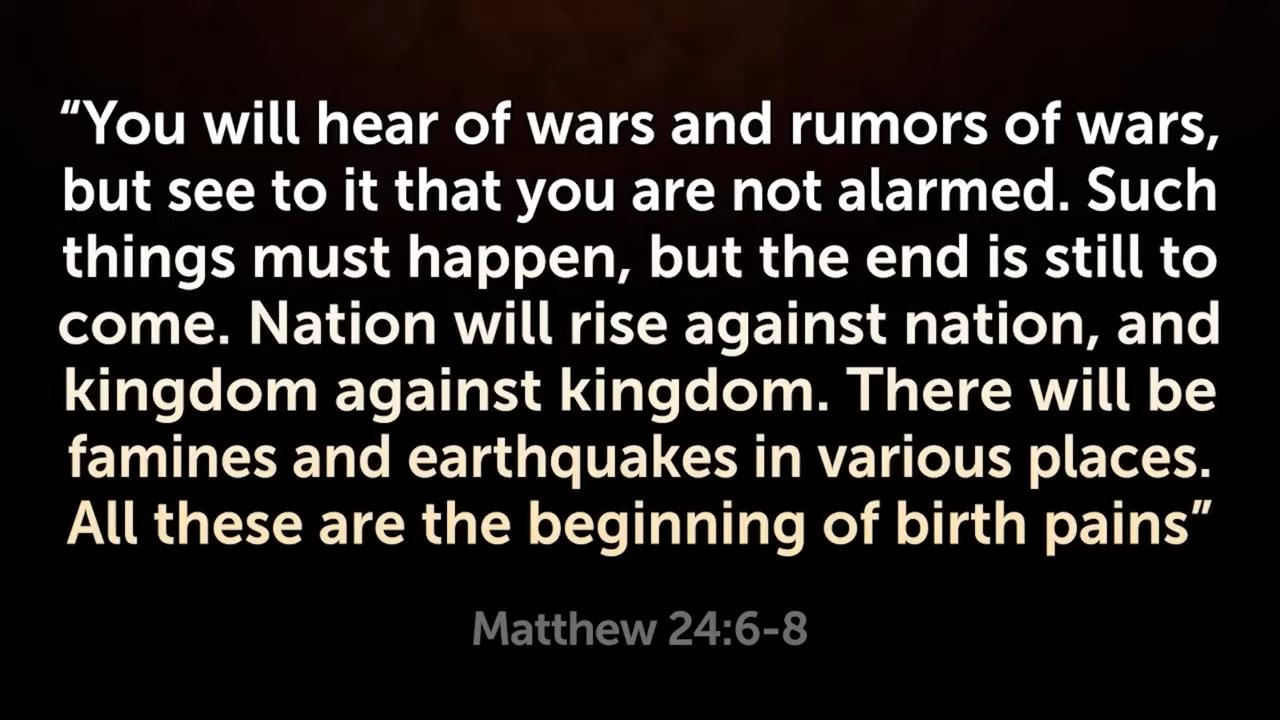 “You will hear of wars and rumors of wars,
but see to it that you are not alarmed. Such
things must happen, but the end is still to
come. Nation will rise against nation, and
kingdom against kingdom. There will be
famines and earthquakes in various places.
All these are the beginning of birth pains”
Matthew 24:6-8